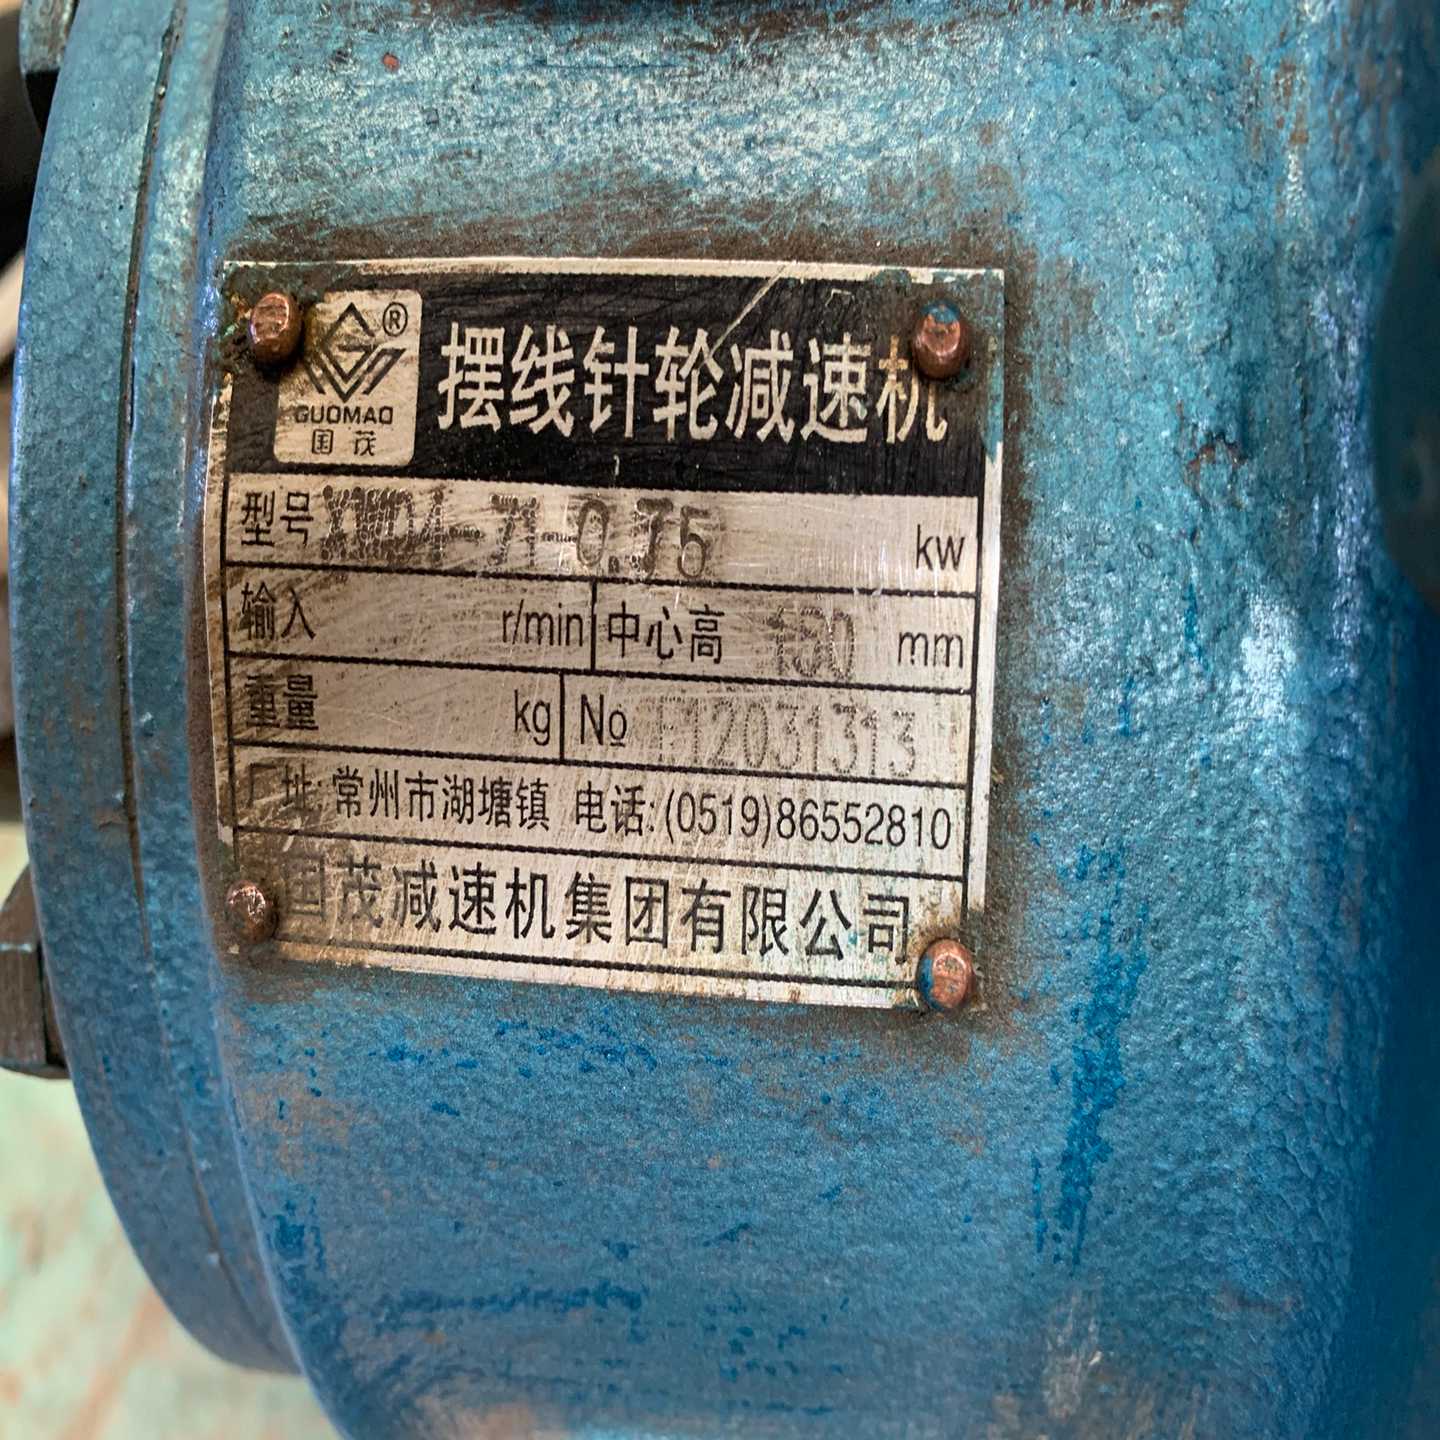 ®
GUOMAO
国茂
摆线针轮减速机
型号 XWD4-71-0.75 kw
输入 r/min 中心高 150 mm
重量 kg № E12031313
厂址:常州市湖塘镇 电话:(0519)86552810
国茂减速机集团有限公司